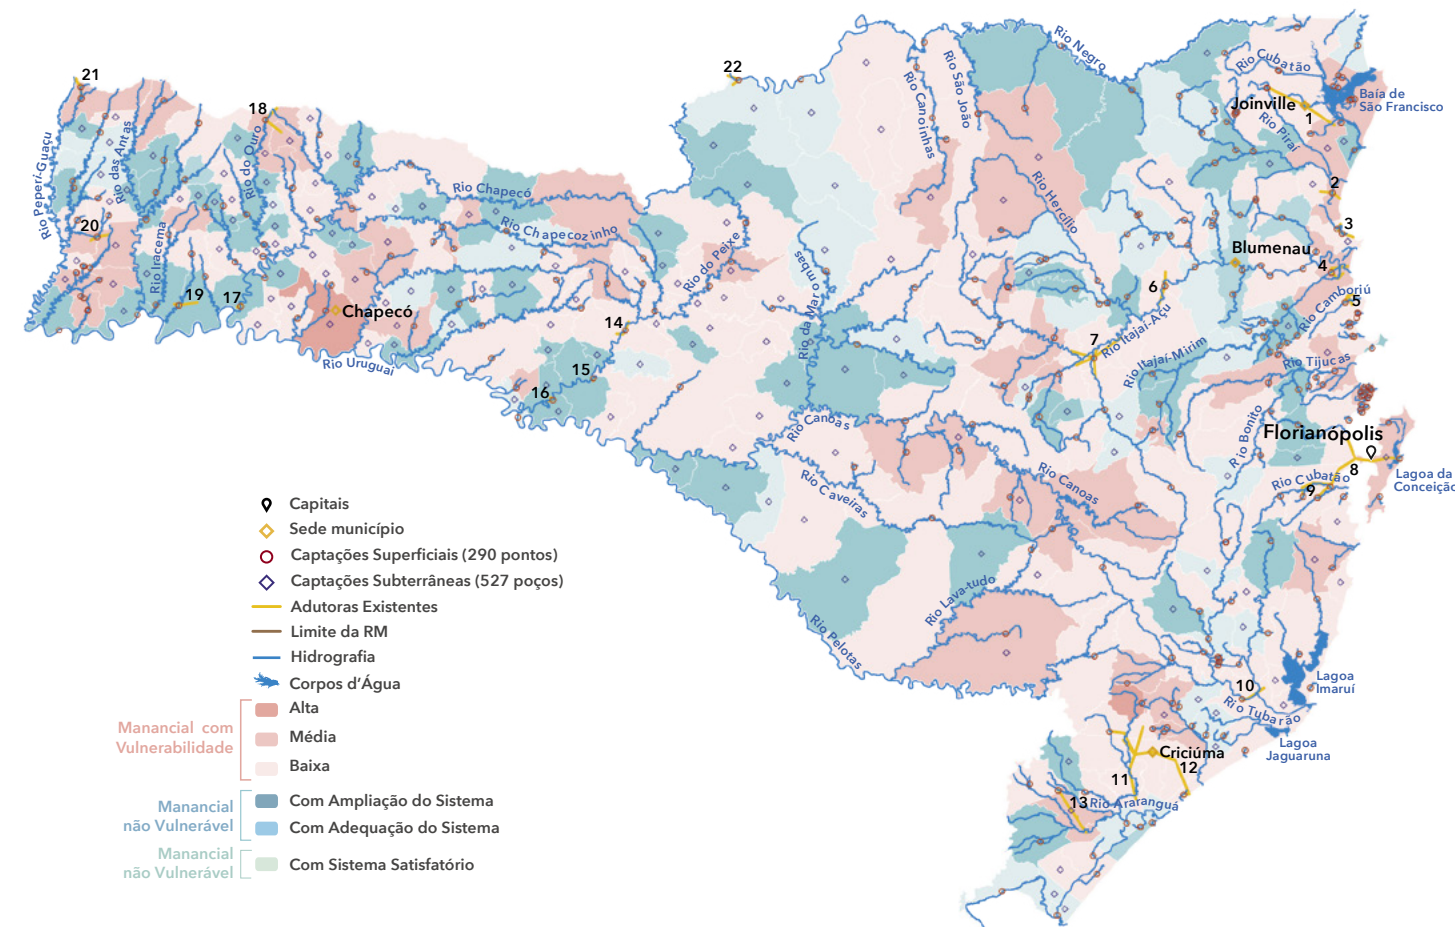 21
22
18
20
19
17
14
15
16
1
2
3
4
5
6
7
8
9
10
11
12
13
Rio Peperi-Guaçu
Rio das Antas
Rio do Ouro
Rio Iracema
Rio Chapecó
Rio Chapecozinho
Rio do Peixe
Chapecó
Rio Uruguai
Rio Canoinhas
Rio São João
Rio Negro
Rio Hercílio
Rio Cubatão
Joinville
Rio Piraí
Baía de
São Francisco
Blumenau
Rio Camboriú
Rio Itajaí-Açu
Rio Itajaí-Mirim
Rio Tijucas
Rio da Marombas
Rio Canoas
Rio Caveiras
Rio Canoas
Rio Bonito
Florianópolis
Rio Cubatão
Lagoa da
Conceição
Rio Lava-tudo
Rio Pelotas
Lagoa
Imaruí
Rio Tubarão
Lagoa
Jaguaruna
Criciúma
Rio Araranguá
Capitais
Sede município
Captações Superficiais (290 pontos)
Captações Subterrâneas (527 poços)
Adutoras Existentes
Limite da RM
Hidrografia
Corpos d'Água
Manancial com
Vulnerabilidade
Alta
Média
Baixa
Manancial
não Vulnerável
Com Ampliação do Sistema
Com Adequação do Sistema
Manancial
não Vulnerável
Com Sistema Satisfatório